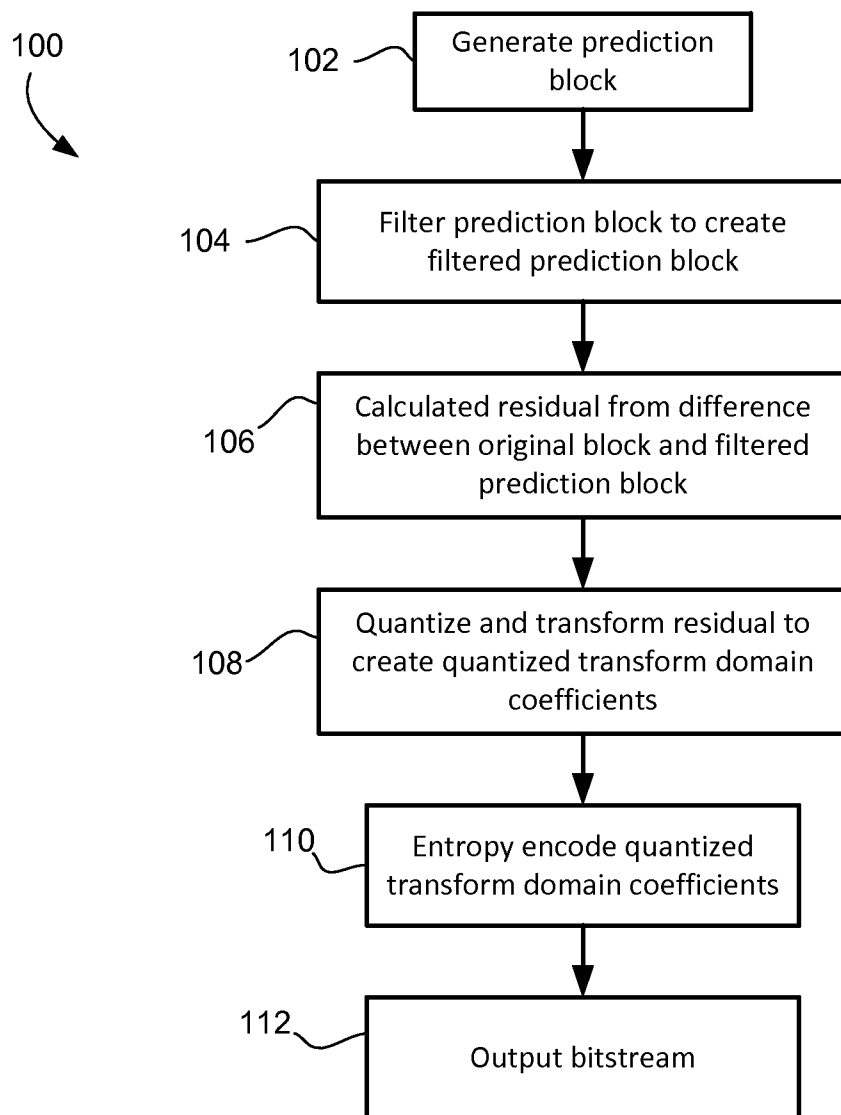 100
102
Generate prediction
block
104
Filter prediction block to create
filtered prediction block
106
Calculated residual from difference
between original block and filtered
prediction block
108
Quantize and transform residual to
create quantized transform domain
coefficients
110
Entropy encode quantized
transform domain coefficients
112
Output bitstream